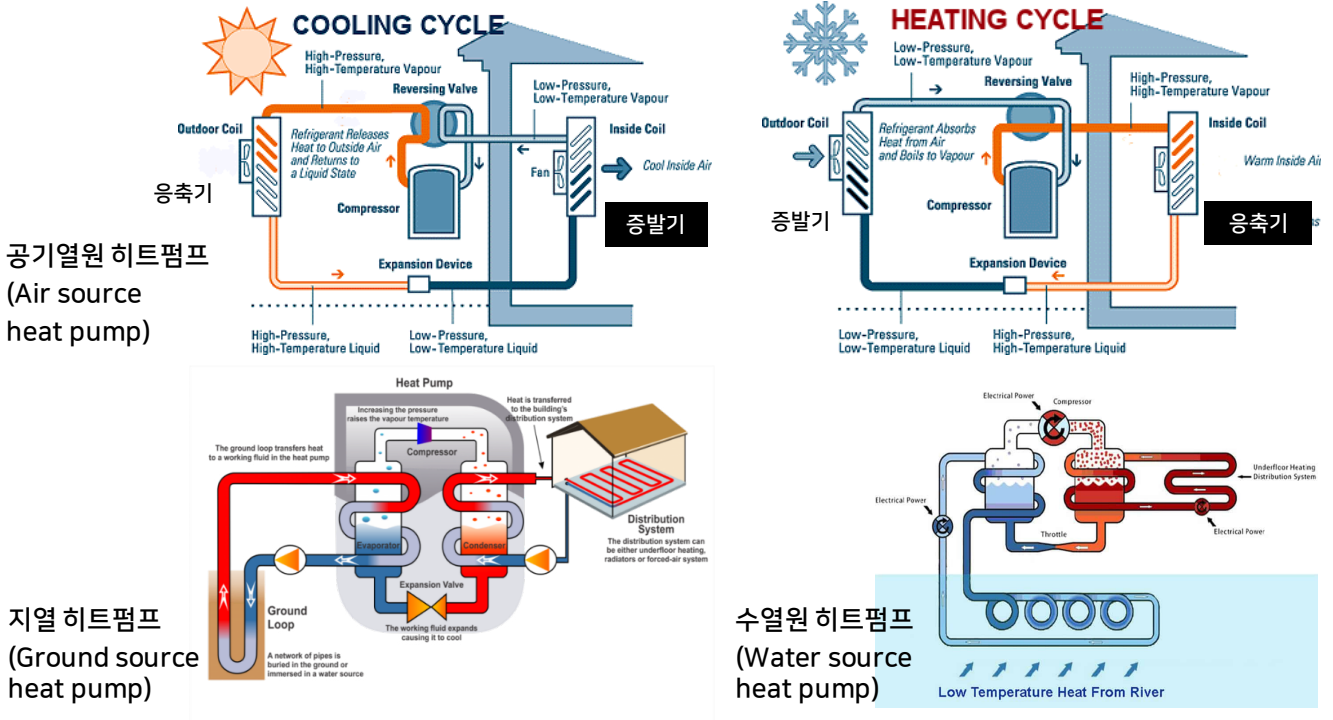 COOLING CYCLE
High-Pressure,
High-Temperature Vapour
Reversing Valve
Low-Pressure,
Low-Temperature Vapour
Outdoor Coil
Refrigerant Releases
Heat to Outside Air
and Returns to
a Liquid State
Inside Coil
Fan
Cool Inside Air
응축기
Compressor
증발기
Expansion Device
High-Pressure,
High-Temperature Liquid
Low-Pressure,
Low-Temperature Liquid
HEATING CYCLE
Low-Pressure,
Low-Temperature Vapour
Reversing Valve
High-Pressure,
High-Temperature Vapour
Outdoor Coil
Refrigerant Absorbs
Heat from Air
and Boils to Vapour
Inside Coil
Warm Inside Air
증발기
Compressor
응축기
Expansion Device
Low-Pressure,
Low-Temperature Liquid
High-Pressure,
High-Temperature Liquid
공기열원 히트펌프
(Air source
heat pump)
Heat Pump
Increasing the pressure
raises the vapour temperature
Heat is transferred
to the building's
distribution system
The ground loop transfers heat
to a working fluid in the heat pump
Compressor
Evaporator
Condenser
Distribution
System
The distribution system can
be either underfloor heating,
radiators or forced-air system
Expansion Valve
The working fluid expands
causing it to cool
Ground
Loop
A network of pipes is
buried in the ground or
immersed in a water source
지열 히트펌프
(Ground source
heat pump)
Electrical Power
Compressor
Underfloor Heating
Distribution System
Electrical Power
Electrical Power
Throttle
수열원 히트펌프
(Water source
heat pump)
Low Temperature Heat From River